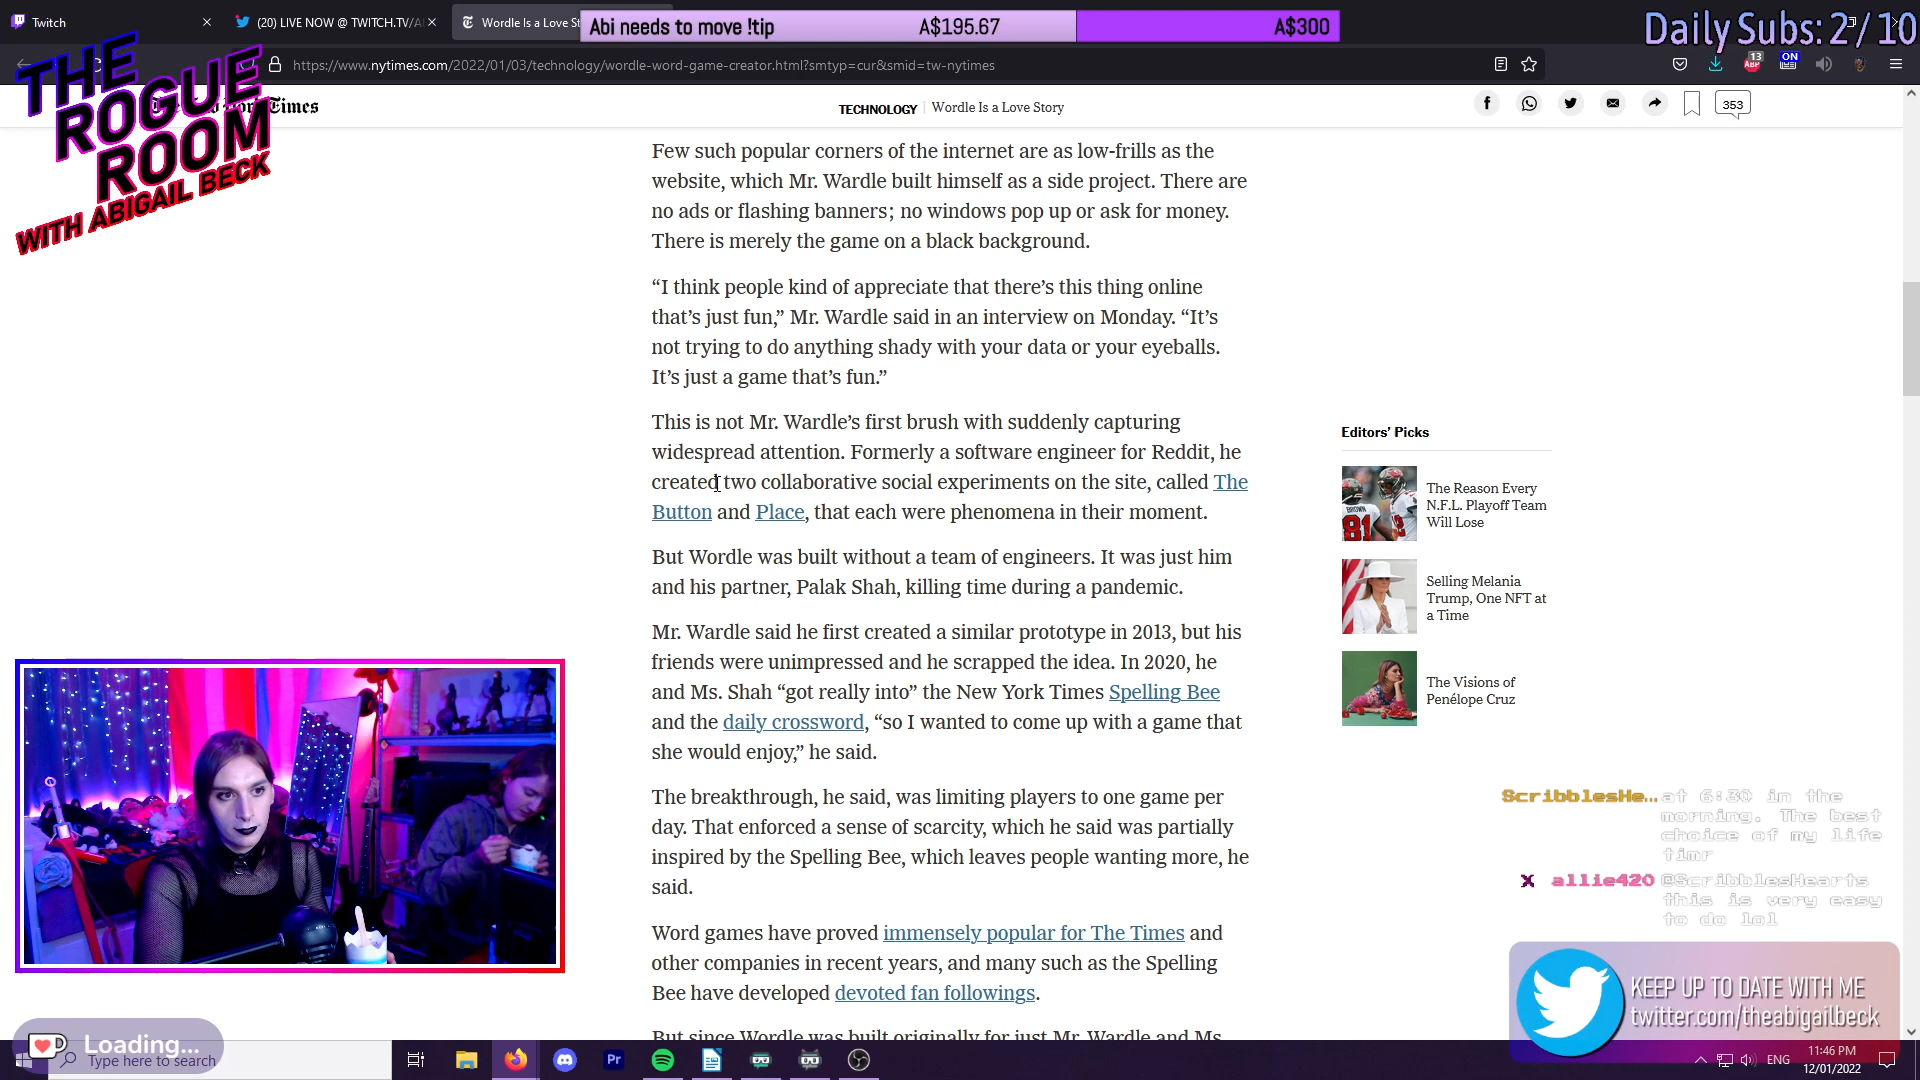 Twitch
(20) LIVE NOW @ TWITCH.TV/A
Wordle Is a Love St
Abi needs to move !tip
A$195.67
A$300
Daily Subs: 2/10
https://www.nytimes.com/2022/01/03/technology/wordle-word-game-creator.html?smtyp=cur&smid=tw-nytimes
13
ABP
ON
THE
ROGUE
ROOM
WITH ABIGAIL BECK
Times
TECHNOLOGY | Wordle Is a Love Story
353
Few such popular corners of the internet are as low-frills as the
website, which Mr. Wardle built himself as a side project. There are
no ads or flashing banners; no windows pop up or ask for money.
There is merely the game on a black background.
“I think people kind of appreciate that there’s this thing online
that’s just fun,” Mr. Wardle said in an interview on Monday. “It’s
not trying to do anything shady with your data or your eyeballs.
It’s just a game that’s fun.”
This is not Mr. Wardle’s first brush with suddenly capturing
widespread attention. Formerly a software engineer for Reddit, he
created two collaborative social experiments on the site, called The
Button and Place, that each were phenomena in their moment.
But Wordle was built without a team of engineers. It was just him
and his partner, Palak Shah, killing time during a pandemic.
Mr. Wardle said he first created a similar prototype in 2013, but his
friends were unimpressed and he scrapped the idea. In 2020, he
and Ms. Shah “got really into” the New York Times Spelling Bee
and the daily crossword, “so I wanted to come up with a game that
she would enjoy,” he said.
The breakthrough, he said, was limiting players to one game per
day. That enforced a sense of scarcity, which he said was partially
inspired by the Spelling Bee, which leaves people wanting more, he
said.
Word games have proved immensely popular for The Times and
other companies in recent years, and many such as the Spelling
Bee have developed devoted fan followings.
But since Wordle was built originally for just Mr. Wardle and Ms.
Editors’ Picks
BROWN
81
The Reason Every
N.F.L. Playoff Team
Will Lose
Selling Melania
Trump, One NFT at
a Time
The Visions of
Penélope Cruz
ScribblesHe... at 6:30 in the
morning. The best
choice of my life
timr
allie420 @ScribblesHearts
this is very easy
to do lol
KEEP UP TO DATE WITH ME
twitter.com/theabigailbeck
Loading...
Type here to search
Pr
ENG
11:46 PM
12/01/2022